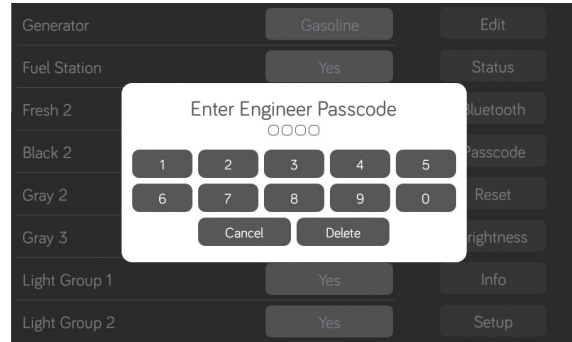 Generator Gasoline Edit
Fuel Station Yes Status
Enter Engineer Passcode
Fresh 2 Bluetooth
1 2 3 4 5
Black 2 Passcode
6 7 8 9 0
Gray 2 Reset
Cancel Delete
Gray 3 rightness
Light Group 1 Yes Info
Light Group 2 Yes Setup